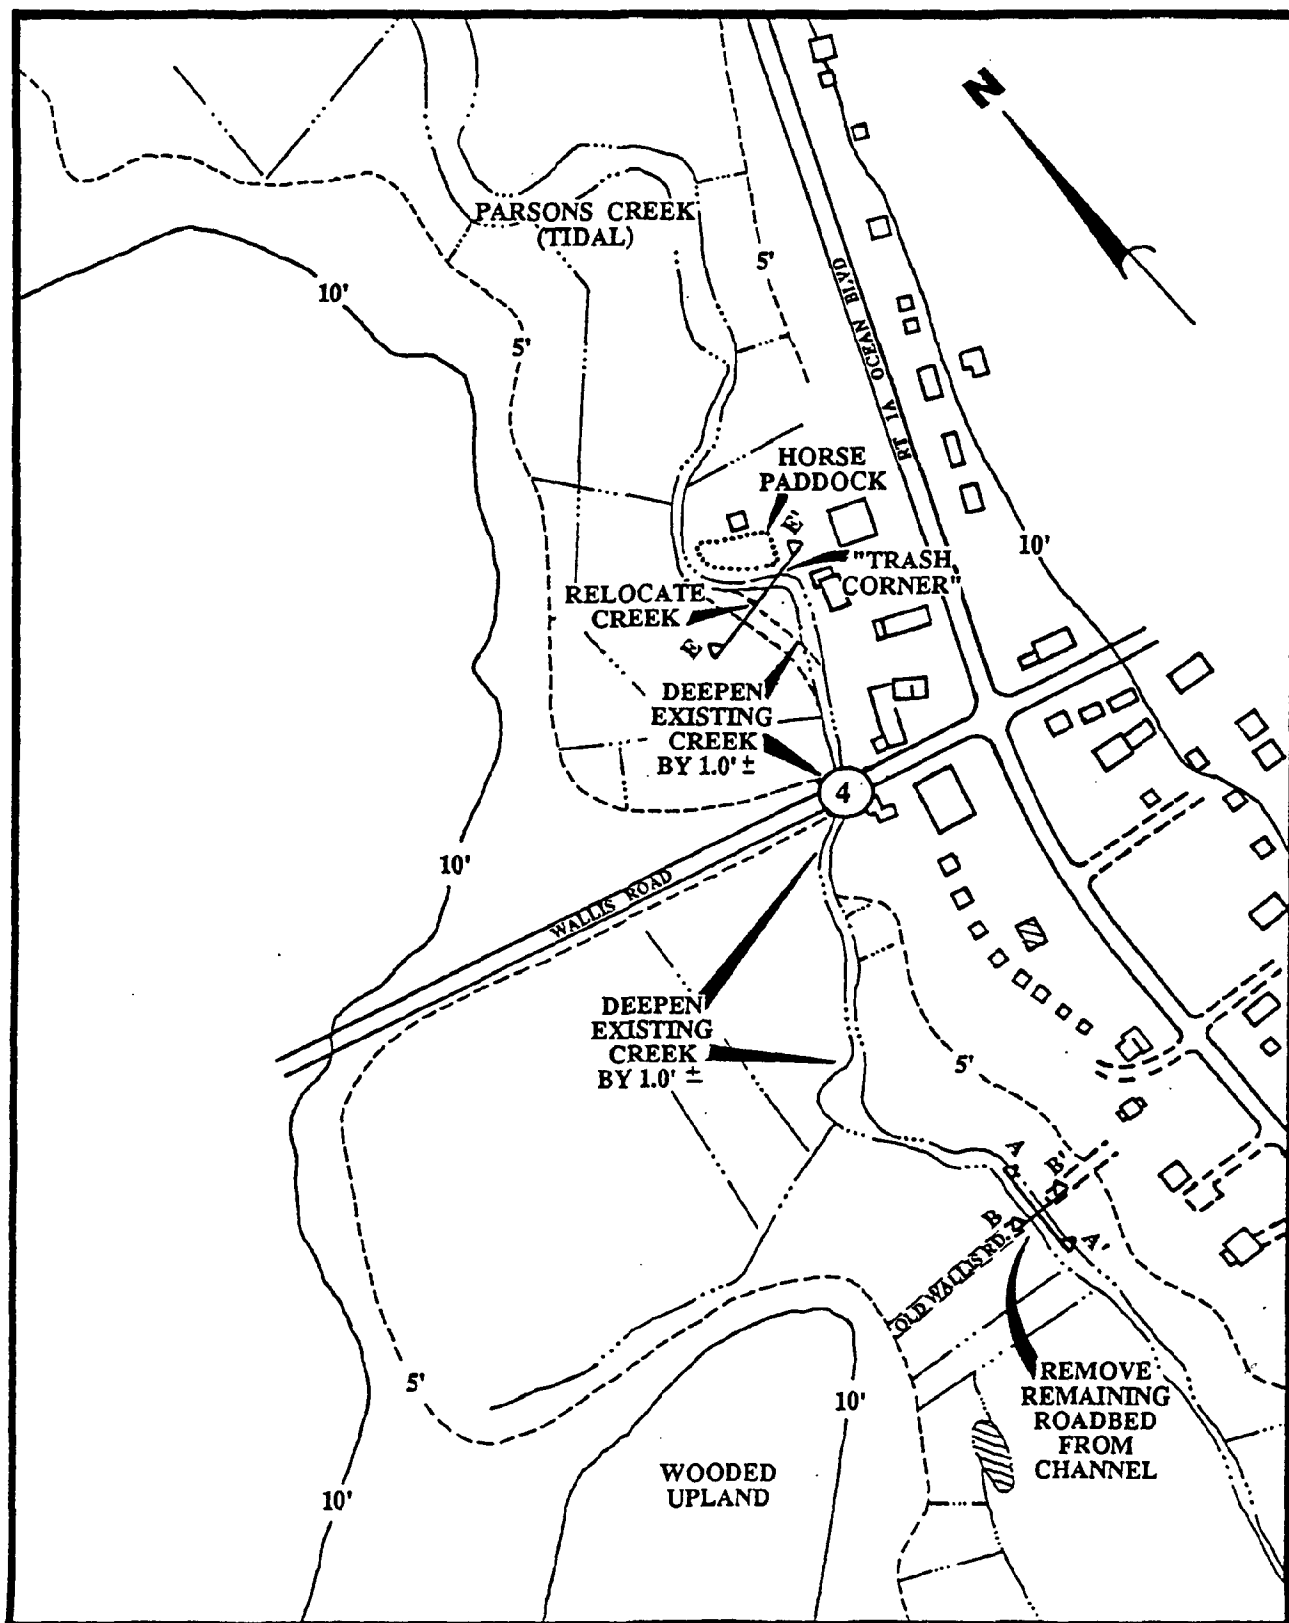 N
PARSONS CREEK
(TIDAL)
5'
10'
5'
RT 1A OCEAN BLVD
HORSE
PADDOCK
E'
10'
"TRASH
CORNER"
RELOCATE
CREEK
E
DEEPEN
EXISTING
CREEK
BY 1.0' ±
4
10'
WALLIS ROAD
DEEPEN
EXISTING
CREEK
BY 1.0' ±
5'
A
B'
B
A'
OLD WALLIS RD.
5'
10'
REMOVE
REMAINING
ROADBED
FROM
CHANNEL
WOODED
UPLAND
10'